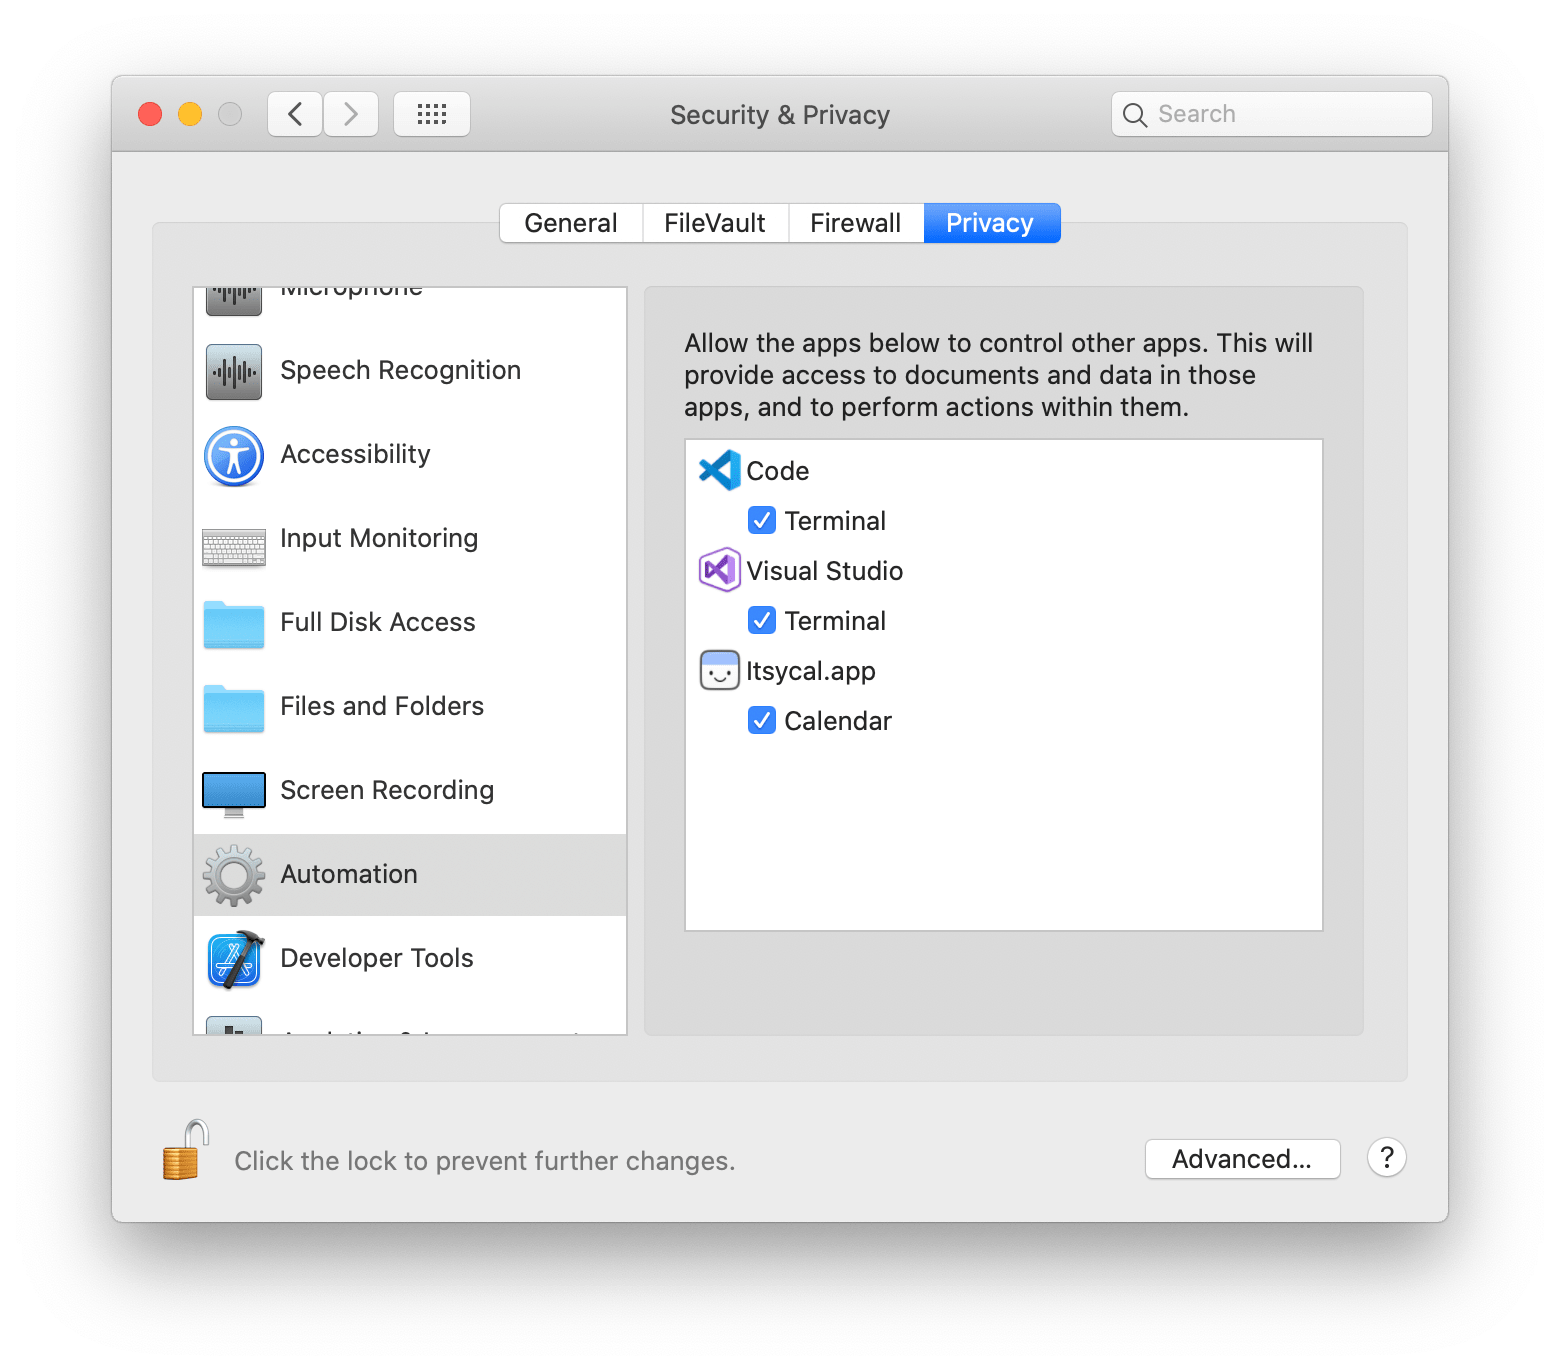 Security & Privacy
Search
General
FileVault
Firewall
Privacy
Microphone
Speech Recognition
Accessibility
Input Monitoring
Full Disk Access
Files and Folders
Screen Recording
Automation
Developer Tools
Allow the apps below to control other apps. This will
provide access to documents and data in those
apps, and to perform actions within them.
Code
Terminal
Visual Studio
Terminal
Itsycal.app
Calendar
Click the lock to prevent further changes.
Advanced...
?